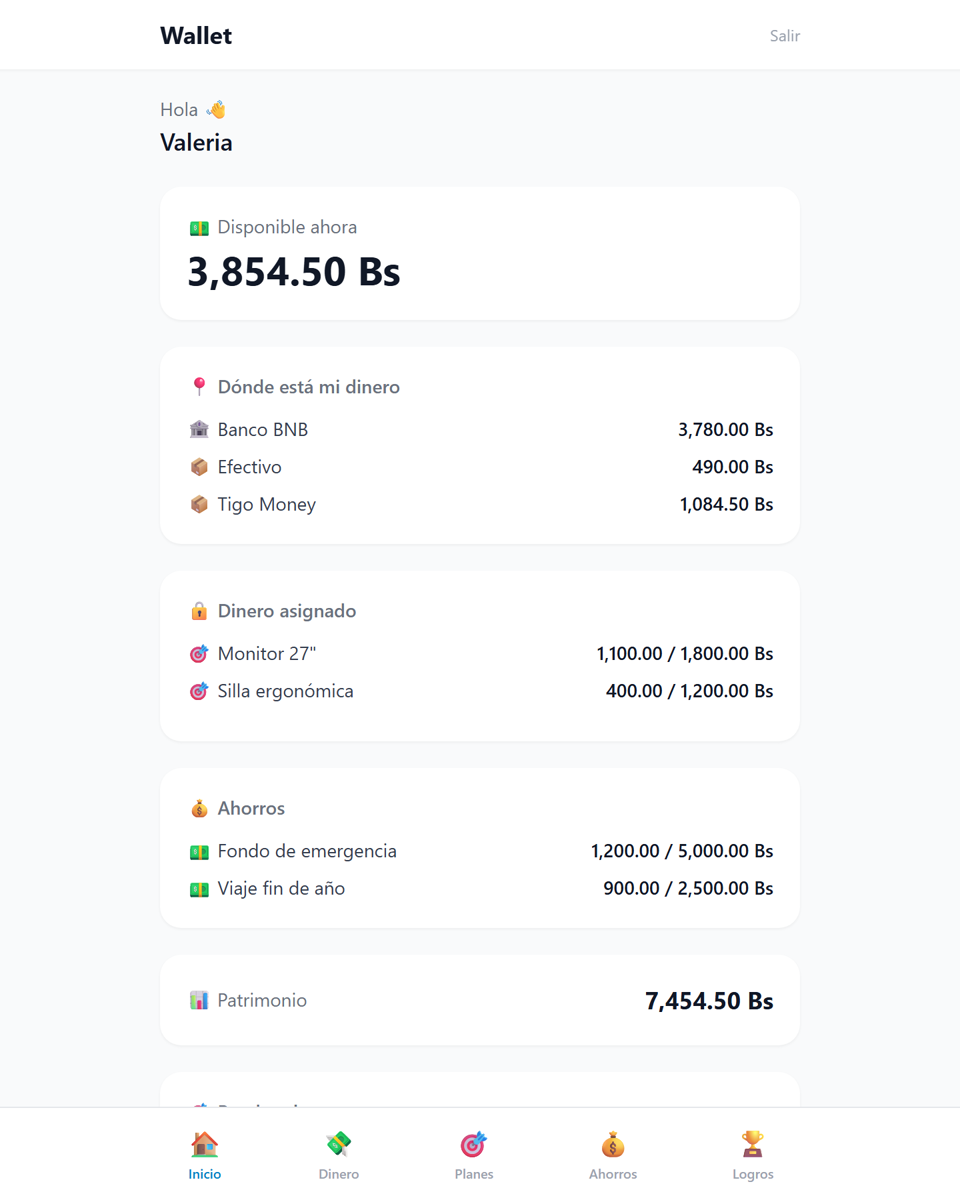 Wallet
Salir
Hola 👋
Valeria
💵 Disponible ahora
3,854.50 Bs
📍 Dónde está mi dinero
🏦 Banco BNB 3,780.00 Bs
📦 Efectivo 490.00 Bs
📦 Tigo Money 1,084.50 Bs
🔒 Dinero asignado
🎯 Monitor 27" 1,100.00 / 1,800.00 Bs
🎯 Silla ergonómica 400.00 / 1,200.00 Bs
💰 Ahorros
💵 Fondo de emergencia 1,200.00 / 5,000.00 Bs
💵 Viaje fin de año 900.00 / 2,500.00 Bs
📊 Patrimonio 7,454.50 Bs
Inicio
Dinero
Planes
Ahorros
Logros